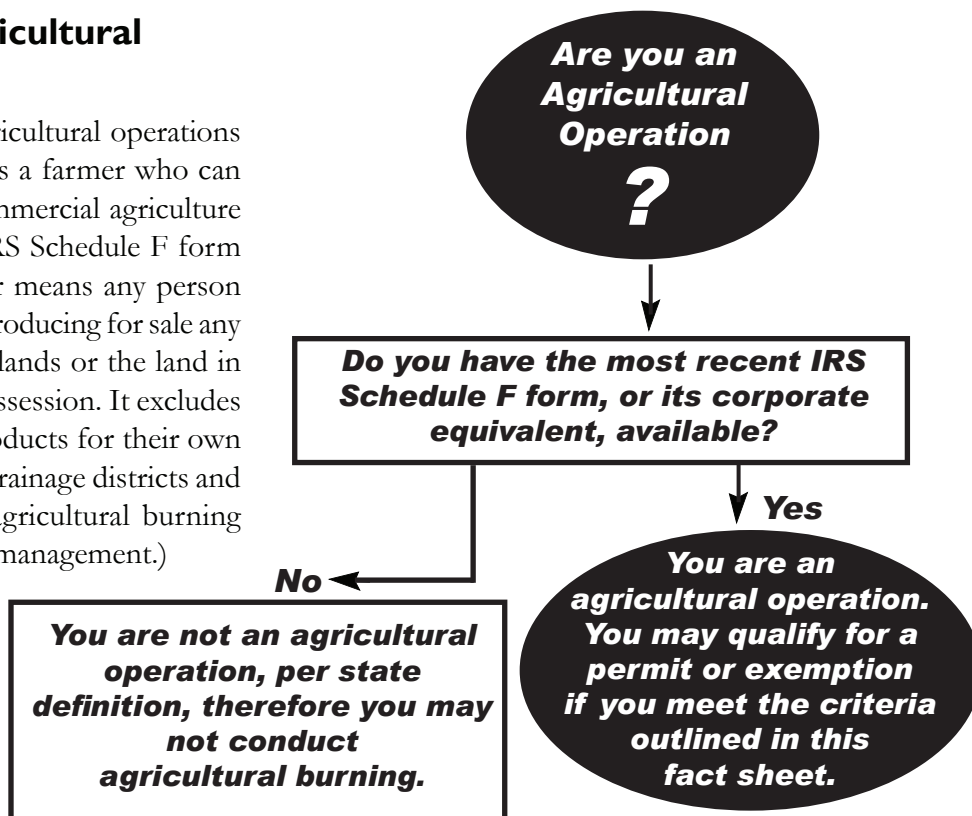 icultural
icultural operations
s a farmer who can
mmercial agriculture
RS Schedule F form
r means any person
roducing for sale any
lands or the land in
ssession. It excludes
oducts for their own
rainage districts and
agricultural burning
management.)
Are you an
Agricultural
Operation
?
Do you have the most recent IRS
Schedule F form, or its corporate
equivalent, available?
No
Yes
You are not an agricultural
operation, per state
definition, therefore you may
not conduct
agricultural burning.
You are an
agricultural operation.
You may qualify for a
permit or exemption
if you meet the criteria
outlined in this
fact sheet.